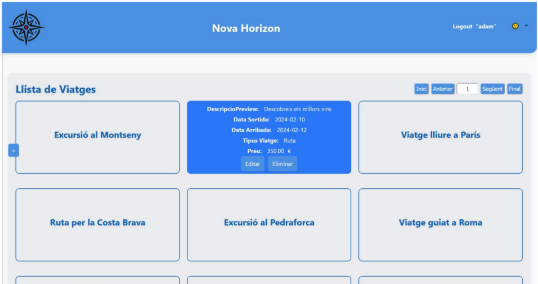 Nova Horizon
Logout "adam"
Llista de Viatges
Inici Anterior 1 Següent Final
Excursió al Montseny
DescripcioPreview: Descobreix els millors vins
Data Sortida: 2024-02-10
Data Arribada: 2024-02-12
Tipus Viatge: Ruta
Preu: 350.00 €
Editar Eliminar
Viatge lliure a París
Ruta per la Costa Brava
Excursió al Pedraforca
Viatge guiat a Roma